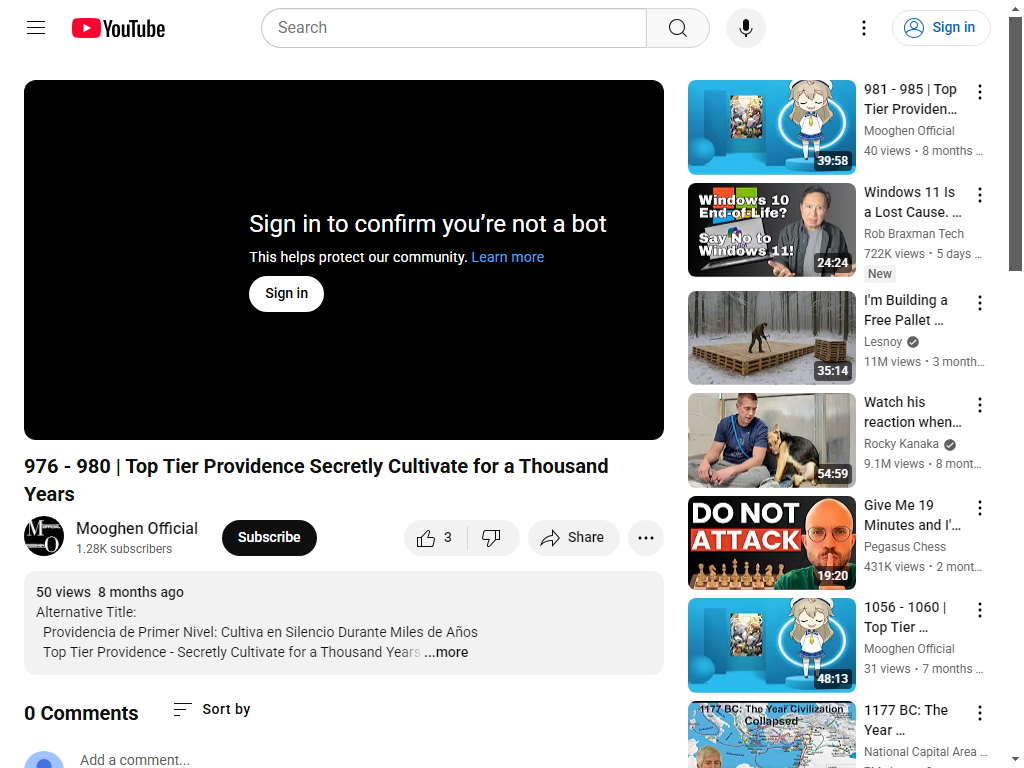 YouTube
Search
Sign in
Sign in to confirm you’re not a bot
This helps protect our community. Learn more
Sign in
976 - 980 | Top Tier Providence Secretly Cultivate for a Thousand
Years
Mooghen Official
1.28K subscribers
Subscribe
3
Share
50 views 8 months ago
Alternative Title:
Providencia de Primer Nivel: Cultiva en Silencio Durante Miles de Años
Top Tier Providence - Secretly Cultivate for a Thousand Years ...more
0 Comments
Sort by
Add a comment...
39:58
981 - 985 | Top
Tier Providen...
Mooghen Official
40 views • 8 months ...
Windows 10
End-of-Life?
Say No to
Windows 11!
24:24
Windows 11 Is
a Lost Cause. ...
Rob Braxman Tech
722K views • 5 days ...
New
35:14
I'm Building a
Free Pallet ...
Lesnoy
11M views • 3 month...
54:59
Watch his
reaction when...
Rocky Kanaka
9.1M views • 8 mont...
DO NOT
ATTACK
19:20
Give Me 19
Minutes and I'...
Pegasus Chess
431K views • 2 mont...
48:13
1056 - 1060 |
Top Tier ...
Mooghen Official
31 views • 7 months ...
1177 BC: The Year Civilization
Collapsed
1177 BC: The
Year ...
National Capital Area ...